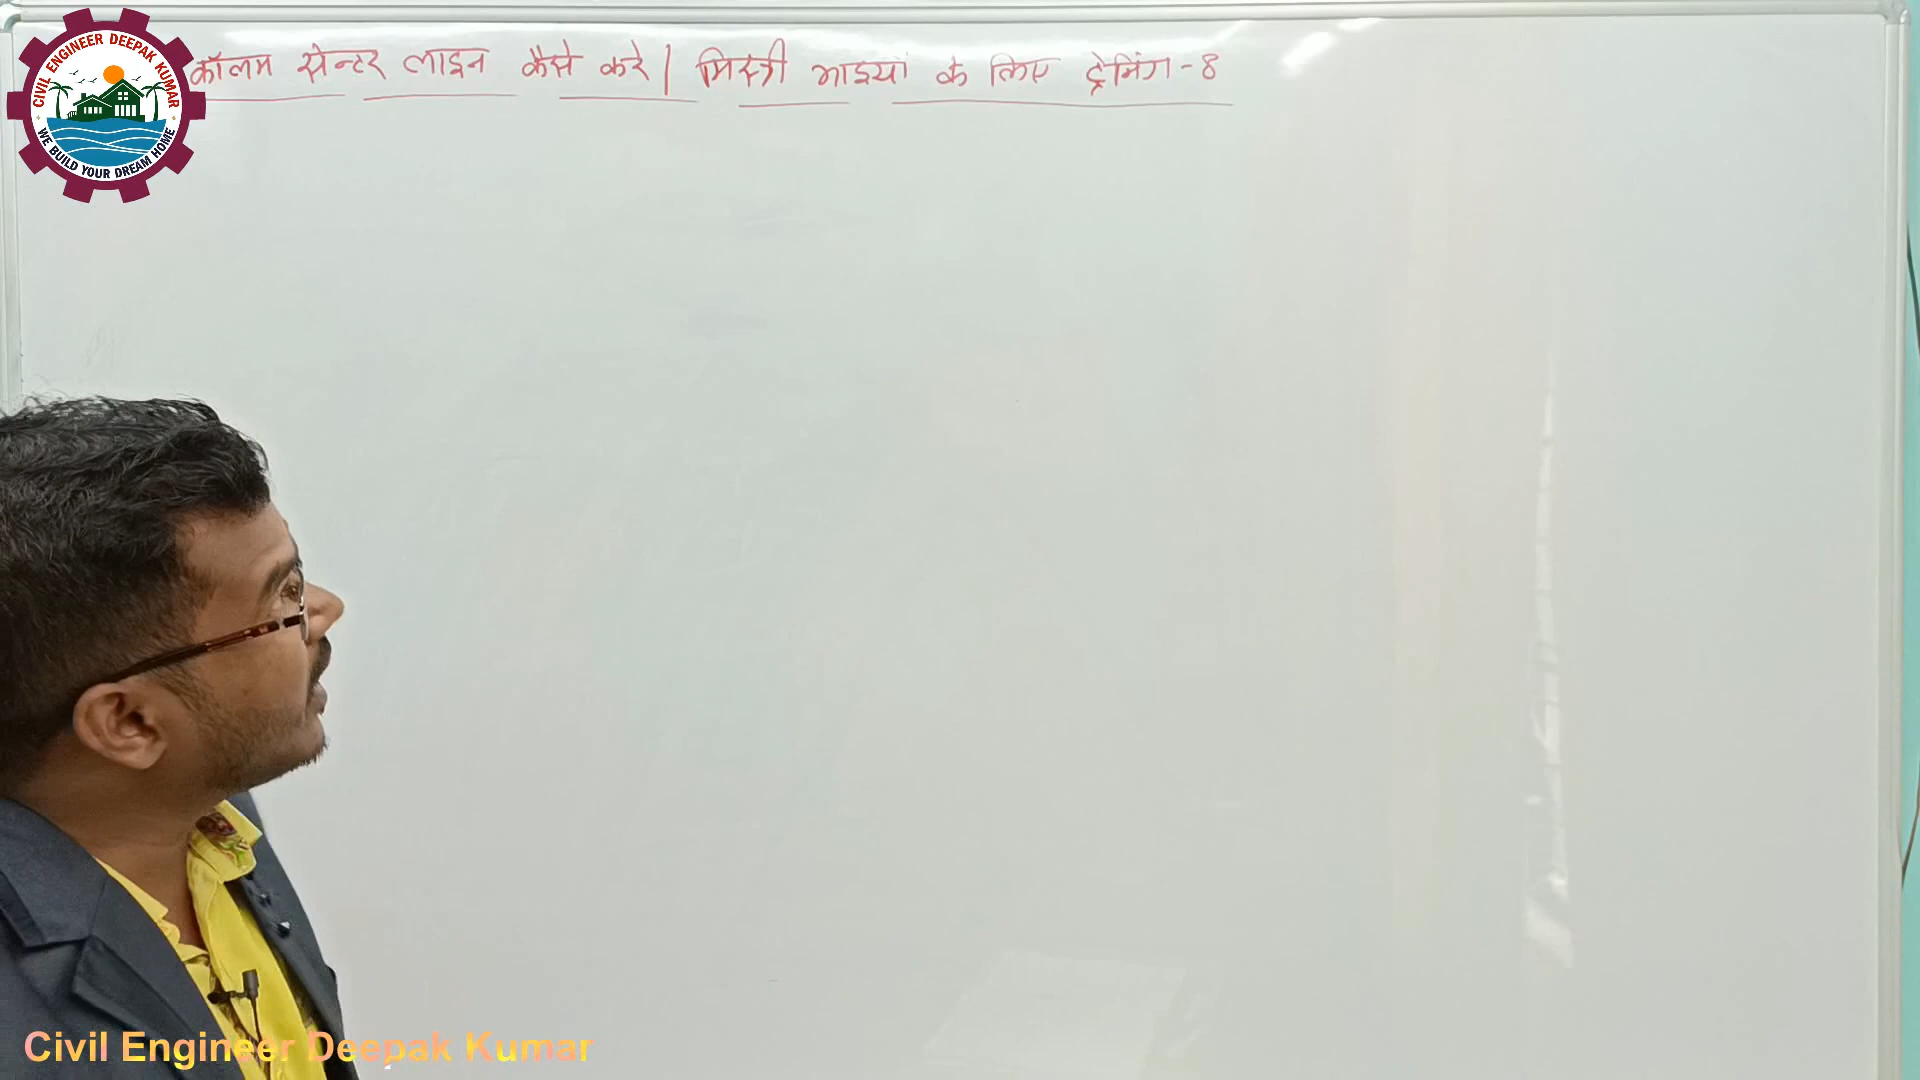 CIVIL ENGINEER DEEPAK KUMAR
WE BUILD YOUR DREAM HOME
कॉलम सेन्टर लाइन कैसे करे | मिस्त्री भाइयों के लिए ट्रेनिंग - 8
Civil Engineer Deepak Kumar